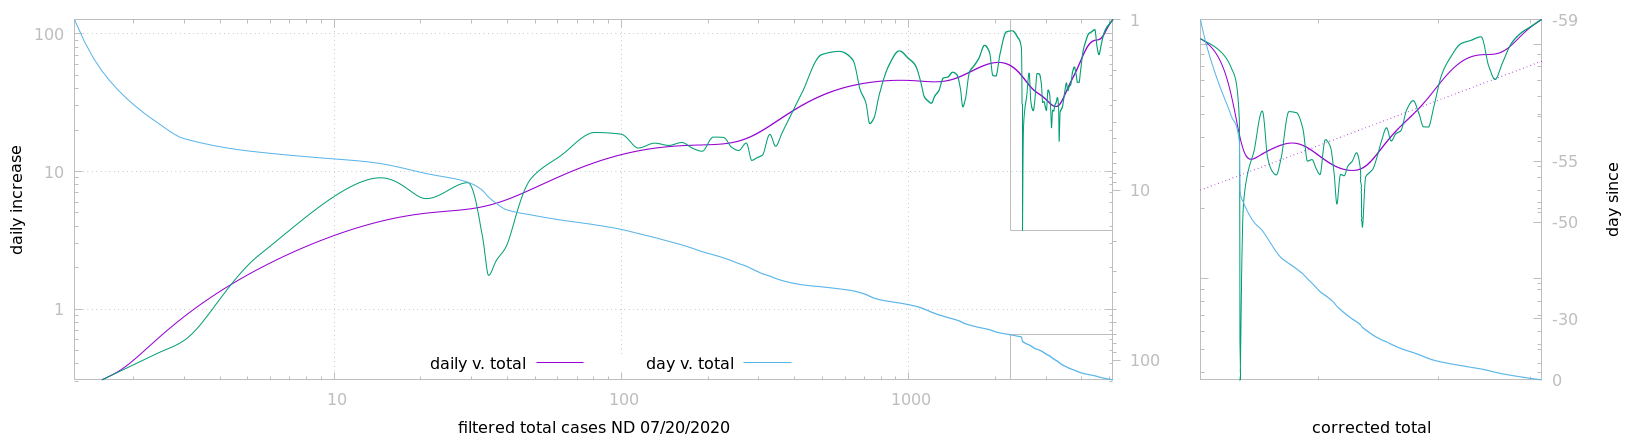 100
10
1
daily increase
10
100
1000
filtered total cases ND 07/20/2020
daily v. total
day v. total
1
10
100
-59
-55
-50
-30
0
day since
corrected total